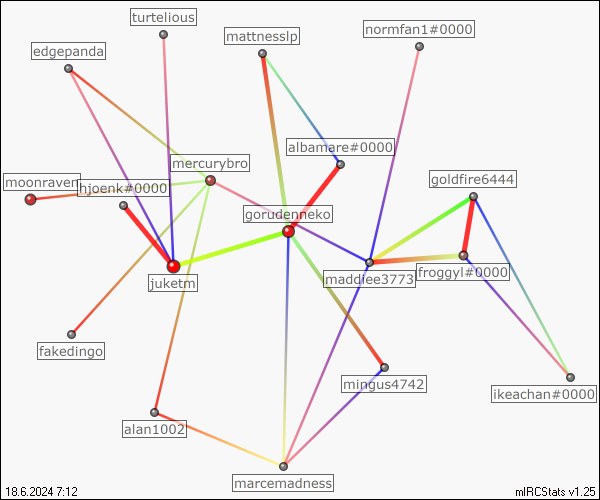 turtelious
normfan1#0000
mattnesslp
edgepanda
albamare#0000
mercurybro
goldfire6444
moonraven
hjoenk#0000
gorudenneko
froggyl#0000
maddiee3773
juketm
fakedingo
mingus4742
ikeachan#0000
alan1002
marcemadness
18.6.2024 7:12
mIRCStats v1.25